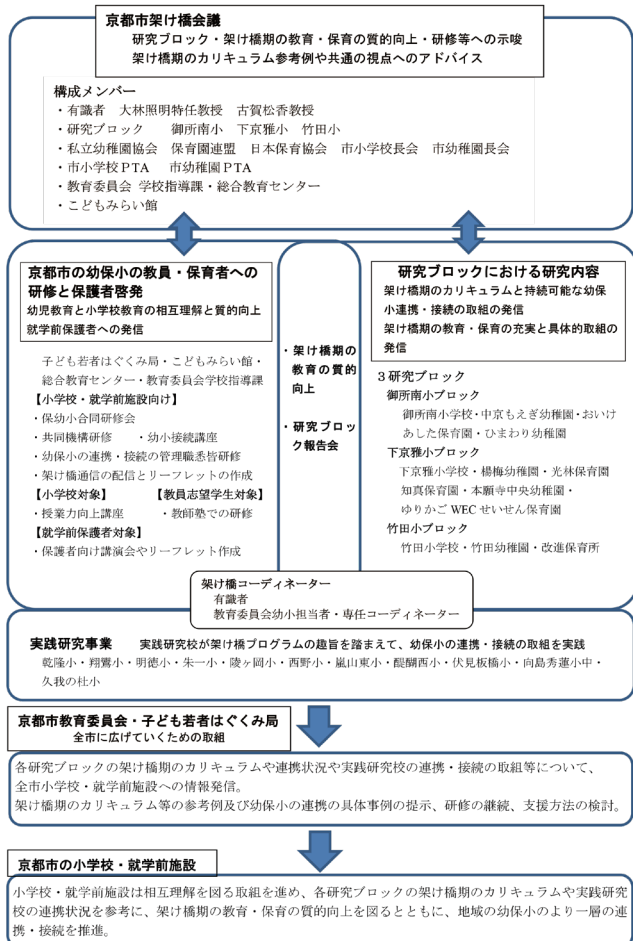 京都市架け橋会議
研究ブロック・架け橋期の教育・保育の質的向上・研修等への示唆
架け橋期のカリキュラム参考例や共通の視点へのアドバイス
構成メンバー
・有識者 大林照明特任教授 古賀松香教授
・研究ブロック 御所南小 下京雅小 竹田小
・私立幼稚園協会 保育園連盟 日本保育協会 市小学校長会 市幼稚園長会
・市小学校PTA 市幼稚園PTA
・教育委員会 学校指導課・総合教育センター
・こどもみらい館
京都市の幼保小の教員・保育者への
研修と保護者啓発
幼児教育と小学校教育の相互理解と質的向上
就学前保護者への発信
子ども若者はぐくみ局・こどもみらい館・
総合教育センター・教育委員会学校指導課
【小学校・就学前施設向け】
・保幼小合同研修会
・共同機構研修 ・幼小接続講座
・幼保小の連携・接続の管理職悉皆研修
・架け橋通信の配信とリーフレットの作成
【小学校対象】 【教員志望学生対象】
・授業力向上講座 ・教師塾での研修
【就学前保護者対象】
・保護者向け講演会やリーフレット作成
・架け橋期の
教育の質的
向上
・研究ブロッ
ク報告会
研究ブロックにおける研究内容
架け橋期のカリキュラムと持続可能な幼保
小連携・接続の取組の発信
架け橋期の教育・保育の充実と具体的取組の
発信
3研究ブロック
御所南小ブロック
御所南小学校・中京もえぎ幼稚園・おいけ
あした保育園・ひまわり幼稚園
下京雅小ブロック
下京雅小学校・楊梅幼稚園・光林保育園
知真保育園・本願寺中央幼稚園・
ゆりかごWECせいせん保育園
竹田小ブロック
竹田小学校・竹田幼稚園・改進保育所
架け橋コーディネーター
有識者
教育委員会幼小担当者・専任コーディネーター
実践研究事業 実践研究校が架け橋プログラムの趣旨を踏まえて、幼保小の連携・接続の取組を実践
乾隆小・翔鸞小・明徳小・朱一小・陵ヶ岡小・西野小・嵐山東小・醍醐西小・伏見板橋小・向島秀蓮小中・
久我の杜小
京都市教育委員会・子ども若者はぐくみ局
全市に広げていくための取組
各研究ブロックの架け橋期のカリキュラムや連携状況や実践研究校の連携・接続の取組等について、
全市小学校・就学前施設への情報発信。
架け橋期のカリキュラム等の参考例及び幼保小の連携の具体事例の提示、研修の継続、支援方法の検討。
京都市の小学校・就学前施設
小学校・就学前施設は相互理解を図る取組を進め、各研究ブロックの架け橋期のカリキュラムや実践研究
校の連携状況を参考に、架け橋期の教育・保育の質的向上を図るとともに、地域の幼保小のより一層の連
携・接続を推進。